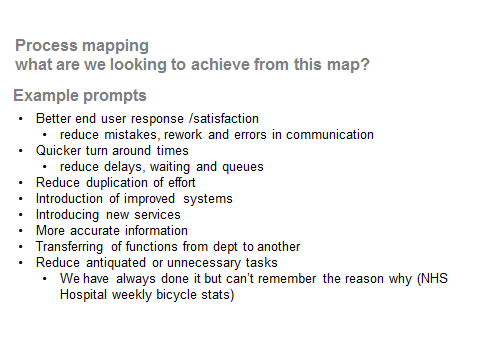 Process mapping
what are we looking to achieve from this map?
Example prompts
• Better end user response /satisfaction
• reduce mistakes, rework and errors in communication
• Quicker turn around times
• reduce delays, waiting and queues
• Reduce duplication of effort
• Introduction of improved systems
• Introducing new services
• More accurate information
• Transferring of functions from dept to another
• Reduce antiquated or unnecessary tasks
• We have always done it but can't remember the reason why (NHS
Hospital weekly bicycle stats)